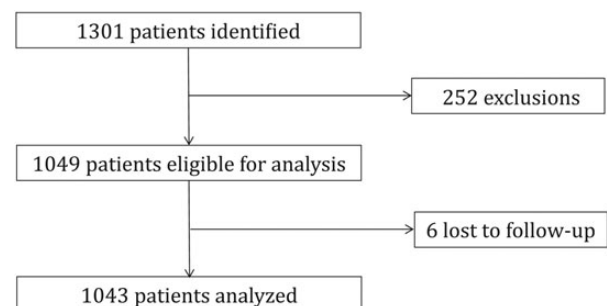 1301 patients identified
252 exclusions
1049 patients eligible for analysis
6 lost to follow-up
1043 patients analyzed